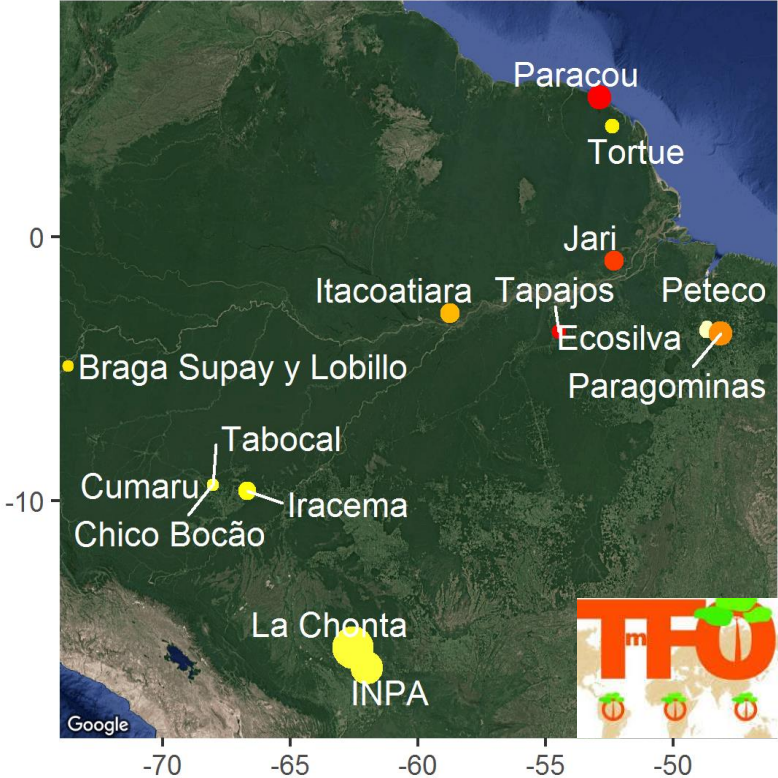 Paracou
Tortue
0
Jari
Itacoatiara
Tapajos
Peteco
Ecosilva
Braga Supay y Lobillo
Paragominas
Tabocal
Cumaru
-10
Iracema
Chico Bocão
La Chonta
INPA
TmFO
Google
-70
-65
-60
-55
-50